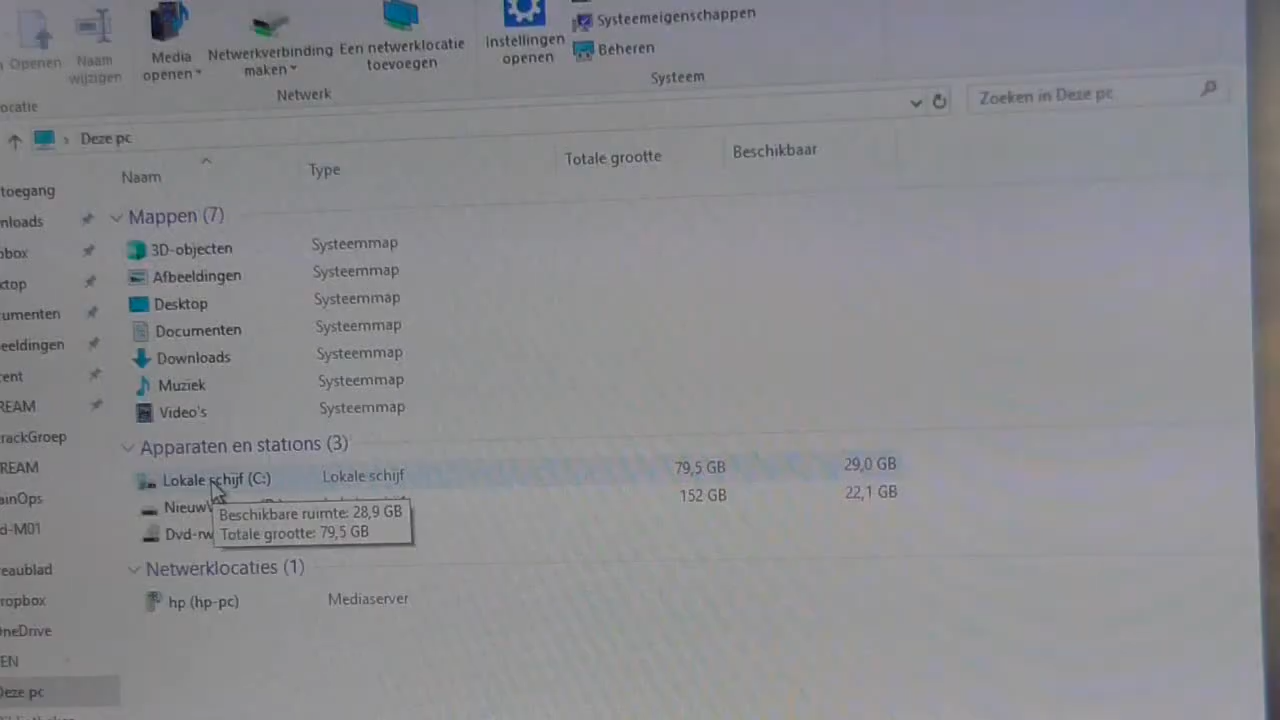 Openen
Naam
wijzigen
Media
openen
Netwerkverbinding
maken
Een netwerklocatie
toevoegen
Instellingen
openen
Systeemeigenschappen
Beheren
ocatie
Netwerk
Systeem
Deze pc
Zoeken in Deze pc
Naam Type Totale grootte Beschikbaar
toegang
nloads
box
ktop
umenten
eeldingen
ent
REAM
rackGroep
REAM
ainOps
d-M01
eaublad
ropbox
OneDrive
EN
Deze pc
Mappen (7)
3D-objecten Systeemmap
Afbeeldingen Systeemmap
Desktop Systeemmap
Documenten Systeemmap
Downloads Systeemmap
Muziek Systeemmap
Video's Systeemmap
Apparaten en stations (3)
Lokale schijf (C:) Lokale schijf 79,5 GB 29,0 GB
Nieuw 152 GB 22,1 GB
Dvd-rw
Beschikbare ruimte: 28,9 GB
Totale grootte: 79,5 GB
Netwerklocaties (1)
hp (hp-pc) Mediaserver